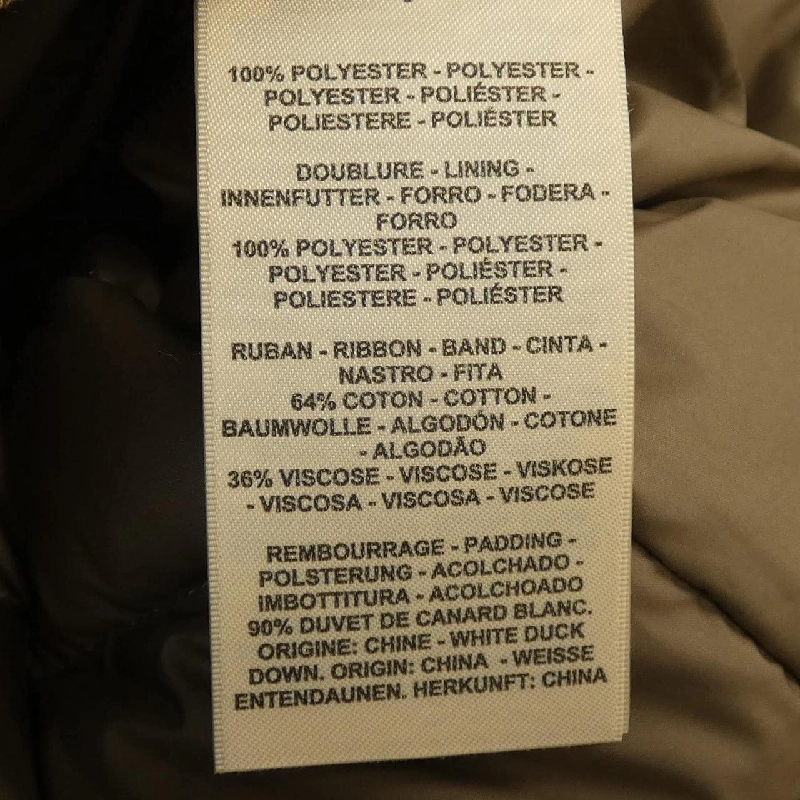 100% POLYESTER - POLYESTER -
POLYESTER - POLIÉSTER -
POLIESTERE - POLIÉSTER
DOUBLURE - LINING -
INNENFUTTER - FORRO - FODERA -
FORRO
100% POLYESTER - POLYESTER -
POLYESTER - POLIÉSTER -
POLIESTERE - POLIÉSTER
RUBAN - RIBBON - BAND - CINTA -
NASTRO - FITA
64% COTON - COTTON -
BAUMWOLLE - ALGODÓN - COTONE
- ALGODÃO
36% VISCOSE - VISCOSE - VISKOSE
- VISCOSA - VISCOSA - VISCOSE
REMBOURRAGE - PADDING -
POLSTERUNG - ACOLCHADO -
IMBOTTITURA - ACOLCHOADO
90% DUVET DE CANARD BLANC.
ORIGINE: CHINE - WHITE DUCK
DOWN. ORIGIN: CHINA - WEISSE
ENTENDAUNEN. HERKUNFT: CHINA